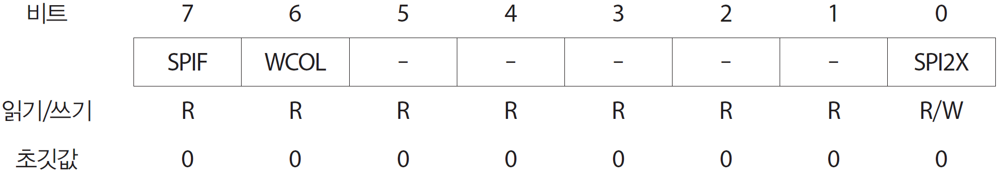 비트 7 6 5 4 3 2 1 0
SPIF WCOL – – – – – SPI2X
읽기/쓰기 R R R R R R R R/W
초깃값 0 0 0 0 0 0 0 0